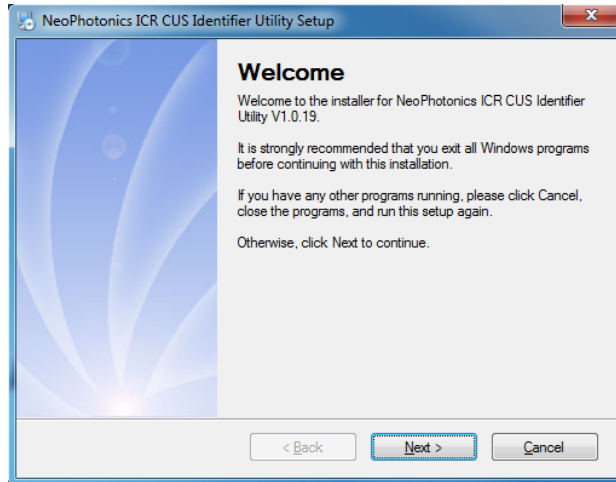 NeoPhotonics ICR CUS Identifier Utility Setup
Welcome
Welcome to the installer for NeoPhotonics ICR CUS Identifier
Utility V1.0.19.
It is strongly recommended that you exit all Windows programs
before continuing with this installation.
If you have any other programs running, please click Cancel,
close the programs, and run this setup again.
Otherwise, click Next to continue.
< Back
Next >
Cancel